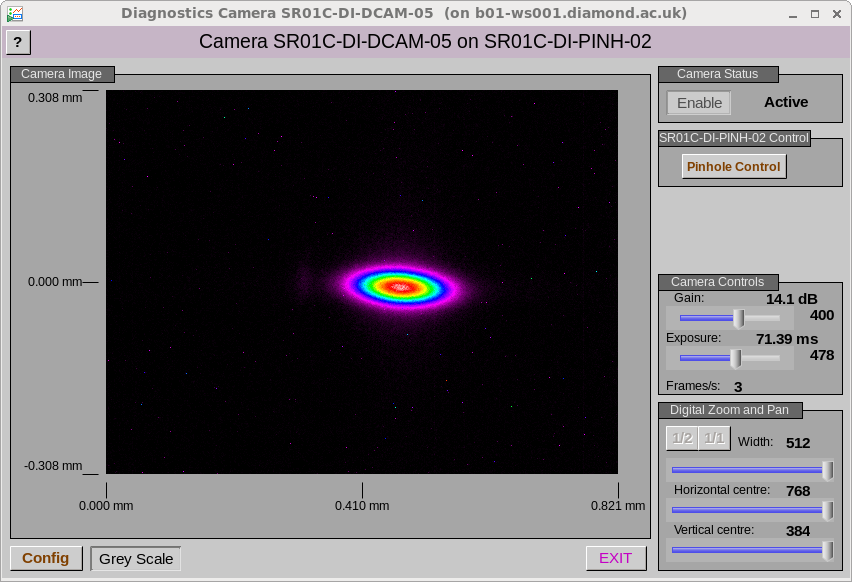 Diagnostics Camera SR01C-DI-DCAM-05 (on b01-ws001.diamond.ac.uk)
?
Camera SR01C-DI-DCAM-05 on SR01C-DI-PINH-02
Camera Image
0.308 mm
0.000 mm
-0.308 mm
0.000 mm
0.410 mm
0.821 mm
Camera Status
Enable
Active
SR01C-DI-PINH-02 Control
Pinhole Control
Camera Controls
Gain:
14.1 dB
400
Exposure:
71.39 ms
478
Frames/s:
3
Digital Zoom and Pan
1/2
1/1
Width:
512
Horizontal centre:
768
Vertical centre:
384
Config
Grey Scale
EXIT